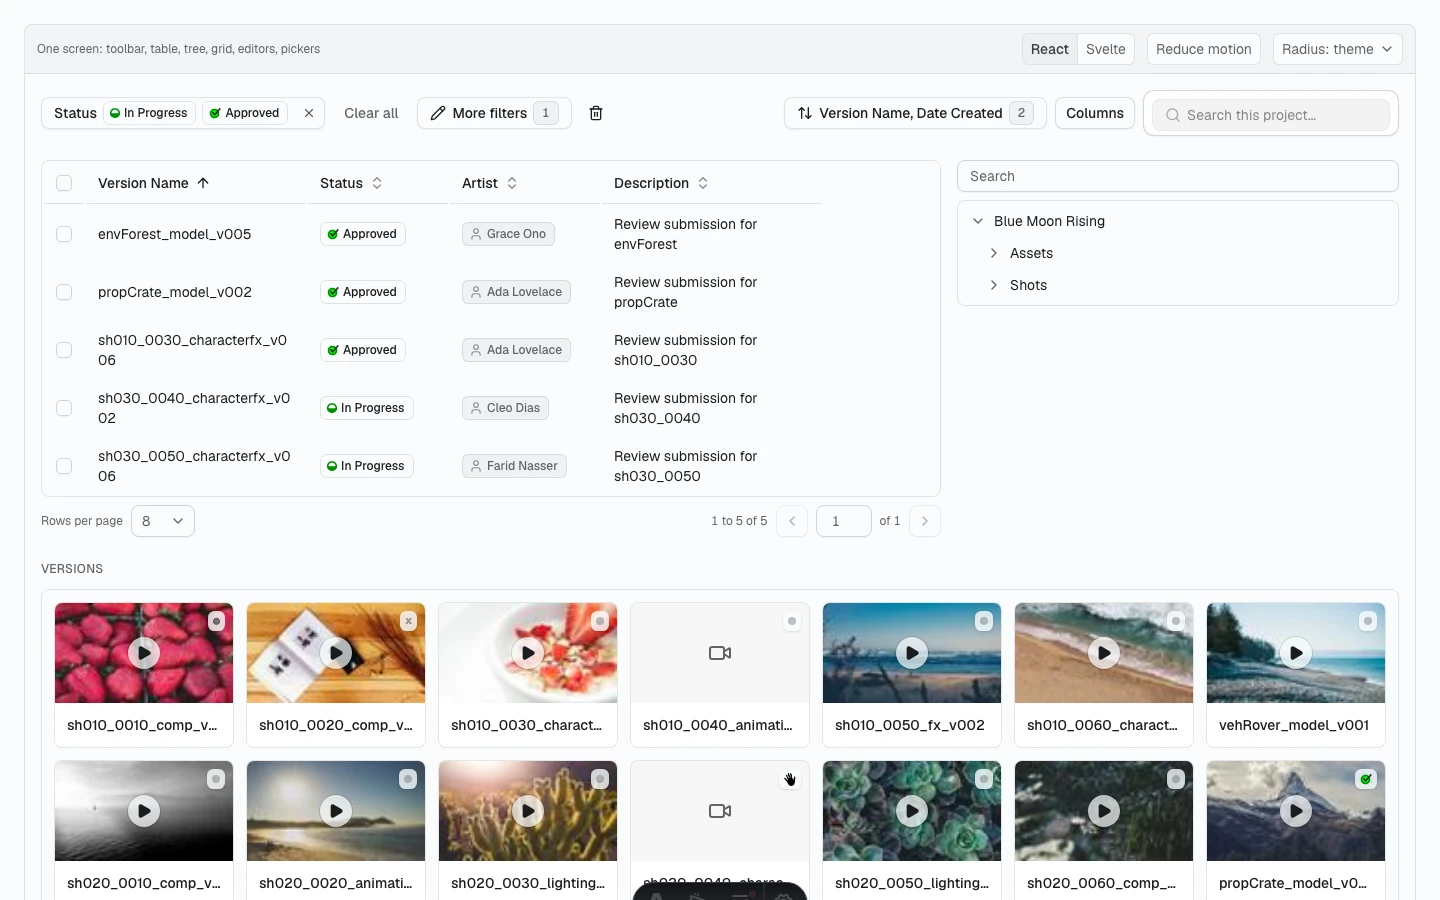 One screen: toolbar, table, tree, grid, editors, pickers
React
Svelte
Reduce motion
Radius: theme
Status In Progress Approved
Clear all
More filters 1
Version Name, Date Created 2
Columns
Search this project...
Version Name Status Artist Description
envForest_model_v005 Approved Grace Ono Review submission for
envForest
propCrate_model_v002 Approved Ada Lovelace Review submission for
propCrate
sh010_0030_characterfx_v0
06
Approved Ada Lovelace Review submission for
sh010_0030
sh030_0040_characterfx_v0
02
In Progress Cleo Dias Review submission for
sh030_0040
sh030_0050_characterfx_v0
06
In Progress Farid Nasser Review submission for
sh030_0050
Rows per page 8
1 to 5 of 5 1 of 1
Search
Blue Moon Rising
Assets
Shots
VERSIONS
sh010_0010_comp_v...
sh010_0020_comp_v...
sh010_0030_charact...
sh010_0040_animati...
sh010_0050_fx_v002
sh010_0060_charact...
vehRover_model_v001
sh020_0010_comp_v...
sh020_0020_animati...
sh020_0030_lighting...
sh020_0050_lighting...
sh020_0060_comp_...
propCrate_model_v0...